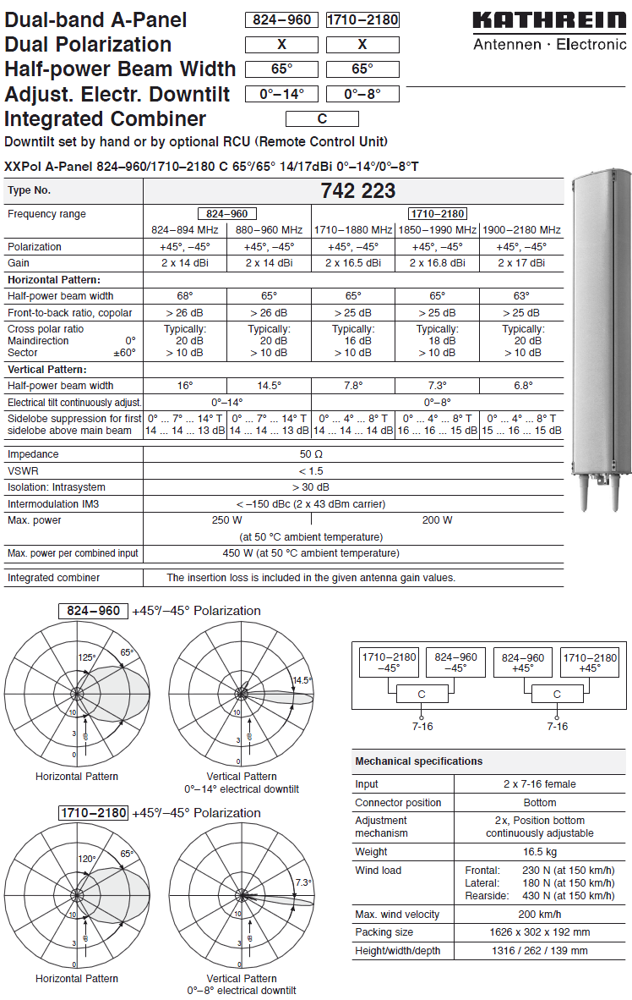 Dual-band A-Panel 824–960 1710–2180
KATHREIN
Dual Polarization X X
Antennen · Electronic
Half-power Beam Width 65° 65°
Adjust. Electr. Downtilt 0°–14° 0°–8°
Integrated Combiner C
Downtilt set by hand or by optional RCU (Remote Control Unit)
XXPol A-Panel 824–960/1710–2180 C 65°/65° 14/17dBi 0°–14°/0°–8°T
Type No. 742 223
Frequency range 824–960 1710–2180
824–894 MHz 880–960 MHz 1710–1880 MHz 1850–1990 MHz 1900–2180 MHz
Polarization +45°, –45° +45°, –45° +45°, –45° +45°, –45° +45°, –45°
Gain 2 x 14 dBi 2 x 14 dBi 2 x 16.5 dBi 2 x 16.8 dBi 2 x 17 dBi
Horizontal Pattern:
Half-power beam width 68° 65° 65° 65° 63°
Front-to-back ratio, copolar > 26 dB > 26 dB > 25 dB > 25 dB > 25 dB
Cross polar ratio Typically: Typically: Typically: Typically: Typically:
Maindirection 0° 20 dB 20 dB 16 dB 18 dB 20 dB
Sector ±60° > 10 dB > 10 dB > 10 dB > 10 dB > 10 dB
Vertical Pattern:
Half-power beam width 16° 14.5° 7.8° 7.3° 6.8°
Electrical tilt continuously adjust. 0°–14° 0°–8°
Sidelobe suppression for first 0° ... 7° ... 14° T 0° ... 7° ... 14° T 0° ... 4° ... 8° T 0° ... 4° ... 8° T 0° ... 4° ... 8° T
sidelobe above main beam 14 ... 14 ... 13 dB 14 ... 14 ... 13 dB 14 ... 14 ... 14 dB 16 ... 16 ... 15 dB 15 ... 16 ... 15 dB
Impedance 50 Ω
VSWR < 1.5
Isolation: Intrasystem > 30 dB
Intermodulation IM3 < –150 dBc (2 x 43 dBm carrier)
Max. power 250 W 200 W
(at 50 °C ambient temperature)
Max. power per combined input 450 W (at 50 °C ambient temperature)
Integrated combiner The insertion loss is included in the given antenna gain values.
824–960 +45°/–45° Polarization
125° 65°
10
3
0
dB
Horizontal Pattern
14.5°
10
3
0
dB
Vertical Pattern
0°–14° electrical downtilt
1710–2180 +45°/–45° Polarization
120° 65°
10
3
0
dB
Horizontal Pattern
7.3°
10
3
0
dB
Vertical Pattern
0°–8° electrical downtilt
1710–2180 824–960 824–960 1710–2180
–45° –45° +45° +45°
C C
7-16 7-16
Mechanical specifications
Input 2 x 7-16 female
Connector position Bottom
Adjustment 2x, Position bottom
mechanism continuously adjustable
Weight 16.5 kg
Wind load Frontal: 230 N (at 150 km/h)
Lateral: 180 N (at 150 km/h)
Rearside: 430 N (at 150 km/h)
Max. wind velocity 200 km/h
Packing size 1626 x 302 x 192 mm
Height/width/depth 1316 / 262 / 139 mm